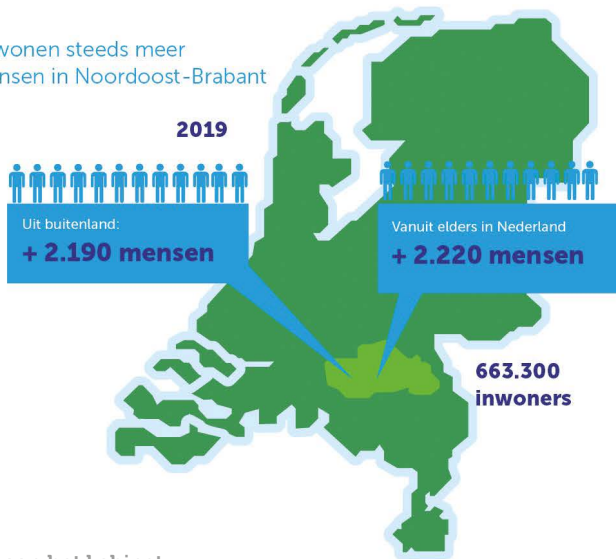 wonen steeds meer
nsen in Noordoost-Brabant
2019
Uit buitenland:
+ 2.190 mensen
Vanuit elders in Nederland
+ 2.220 mensen
663.300
inwoners